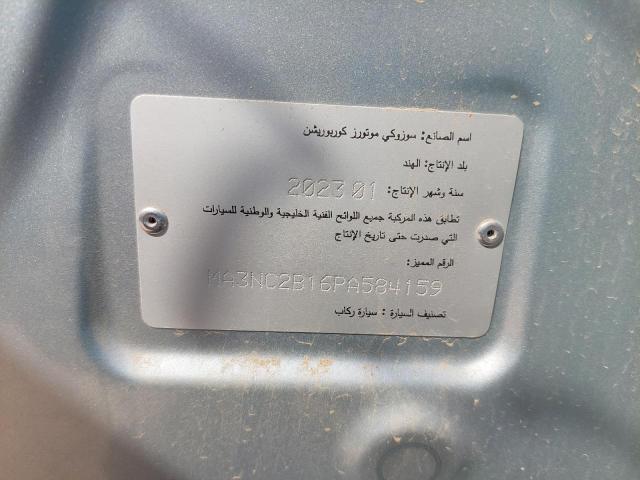 اسم الصانع: سوزوكي موتورز كوربوريشن
بلد الإنتاج: الهند
سنة وشهر الإنتاج: 2023 01
تطابق هذه المركبة جميع اللوائح الفنية الخليجية والوطنية للسيارات
التي صدرت حتى تاريخ الإنتاج
الرقم المميز:
MA3NC2B16PA584159
تصنيف السيارة : سيارة ركاب